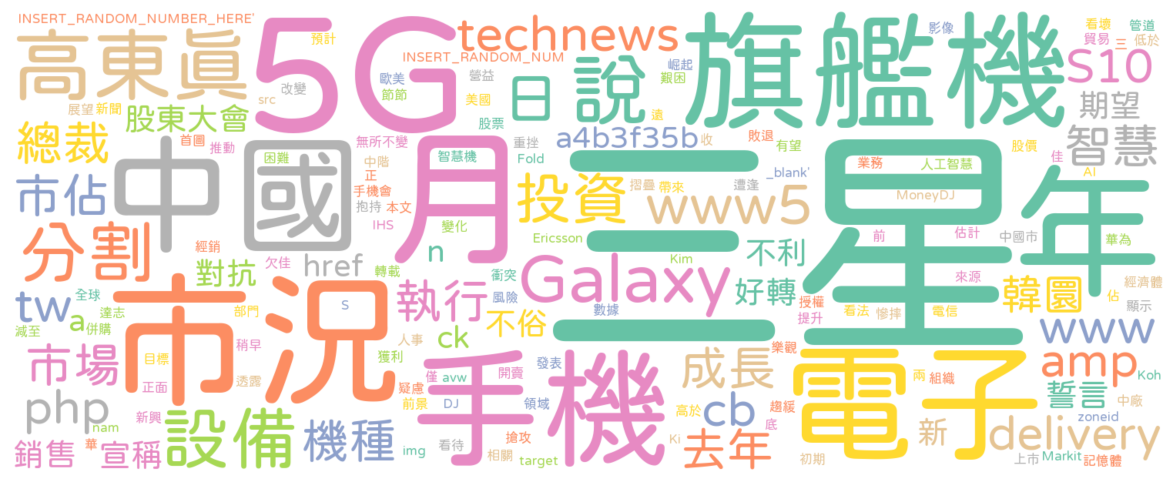 INSERT_RANDOM_NUMBER_HERE'
高東真
5G
technews
INSERT_RANDOM_NUM
旗艦機
S10
預計
改變
src
歐美
節節
營益
美國
股票
崛起
艱困
遠
影像
看壞
貿易
三
管道
低於
期望
智慧
日
說
展望
新聞
股東大會
總裁
首圖
推動
市佔
中國
困難
無所不變
中階
正
手機會
抱持
本文
IHS
月
智慧機
變化
n
重挫
Fold
a4b3f35b
收
敗退
有望
_blank'
摺疊
帶來
遭逢
投資
www5
三星
業務
人工智慧
MoneyDJ
股價
佳
AI
年
前
估計
中國市
華為
分割
經銷
對抗
欠佳
href
轉載
Ericsson
衝突
Kim
Galaxy
不利
好轉
來源
授權
提升
韓圜
佔
經濟體
顯示
tw
a
全球
達志
併購
減至
市況
部門
s
執行
ck
風險
不俗
數據
看法
慘摔
電信
www
人事
獲利
市場
目標
稍早
正面
透露
手機
發表
開賣
僅
avw
疑慮
前景
DJ
領域
成長
樂觀
電子
兩
組織
amp
Koh
誓言
中廠
php
nam
新興
華
設備
機種
img
看待
相關
搶攻
target
高於
cb
底
趨緩
Ki
去年
初期
新
delivery
zoneid
上市
Markit
記憶體
銷售
宣稱